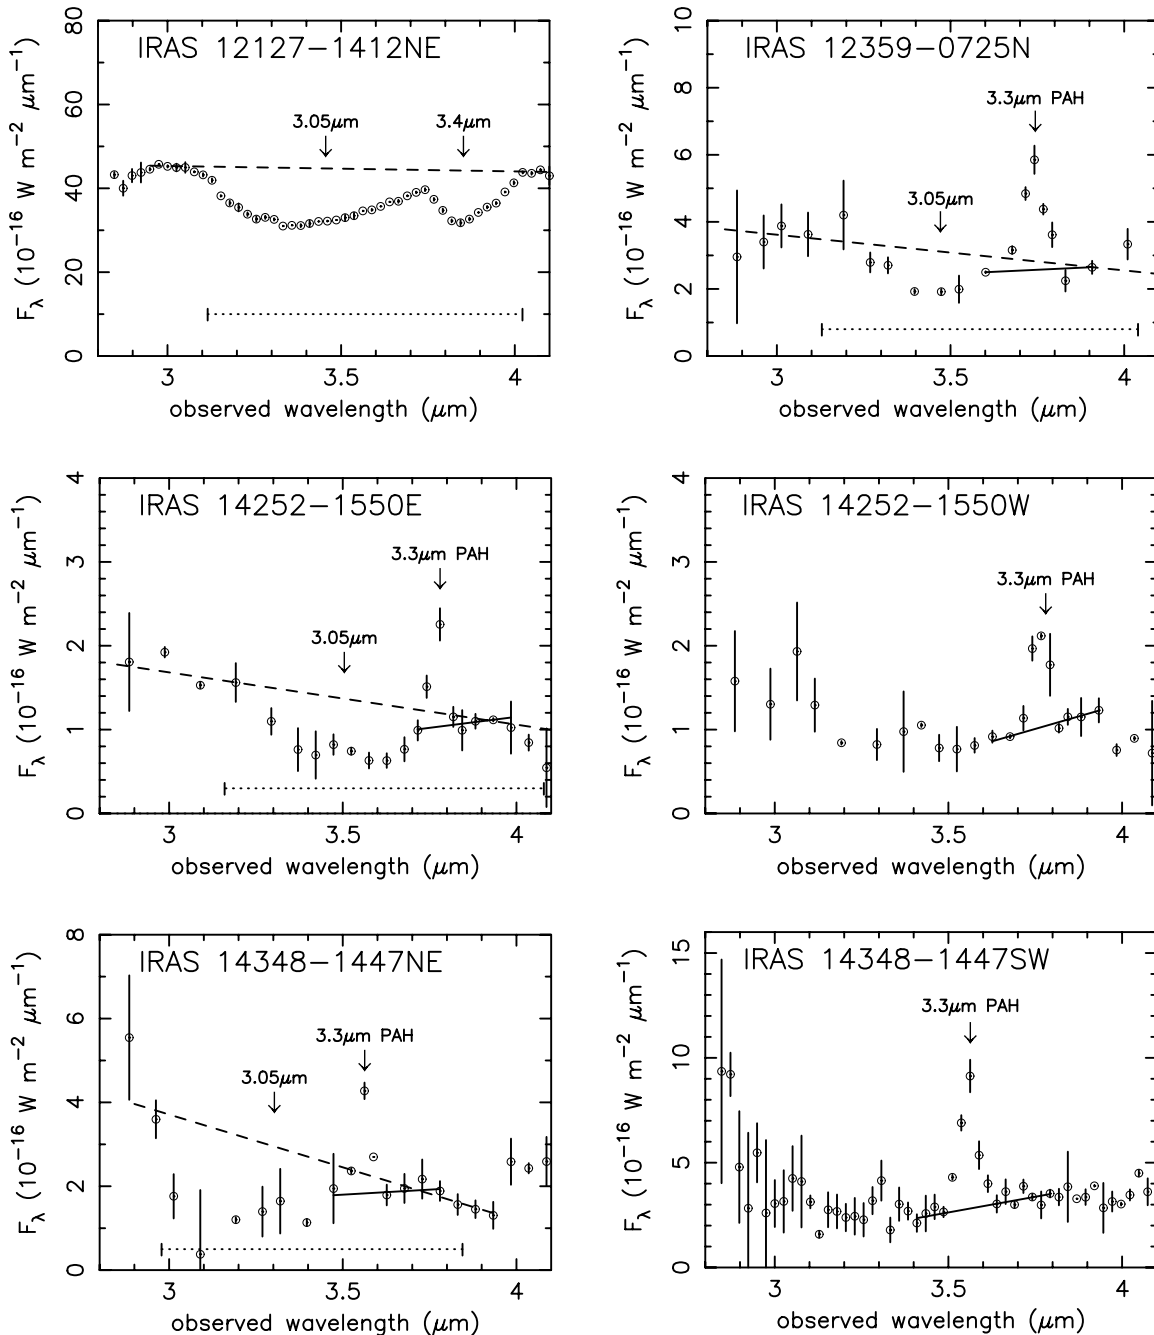 IRAS 12127−1412NE
3.05μm
3.4μm
80
60
40
20
0
F_λ (10^−16 W m^−2 μm^−1)
3
3.5
4
observed wavelength (μm)
IRAS 12359−0725N
3.3μm PAH
3.05μm
10
8
6
4
2
0
F_λ (10^−16 W m^−2 μm^−1)
3
3.5
4
observed wavelength (μm)
IRAS 14252−1550E
3.3μm PAH
3.05μm
4
3
2
1
0
F_λ (10^−16 W m^−2 μm^−1)
3
3.5
4
observed wavelength (μm)
IRAS 14252−1550W
3.3μm PAH
4
3
2
1
0
F_λ (10^−16 W m^−2 μm^−1)
3
3.5
4
observed wavelength (μm)
IRAS 14348−1447NE
3.3μm PAH
3.05μm
8
6
4
2
0
F_λ (10^−16 W m^−2 μm^−1)
3
3.5
4
observed wavelength (μm)
IRAS 14348−1447SW
3.3μm PAH
15
10
5
0
F_λ (10^−16 W m^−2 μm^−1)
3
3.5
4
observed wavelength (μm)